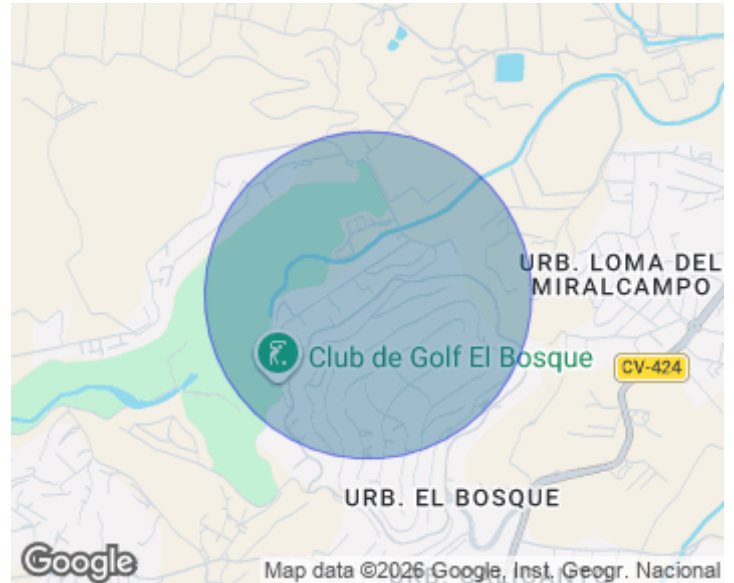 URB. LOMA DEL
MIRALCAMPO
Club de Golf El Bosque
CV-424
URB. EL BOSQUE
Google
Map data ©2026 Google, Inst. Geogr. Nacional